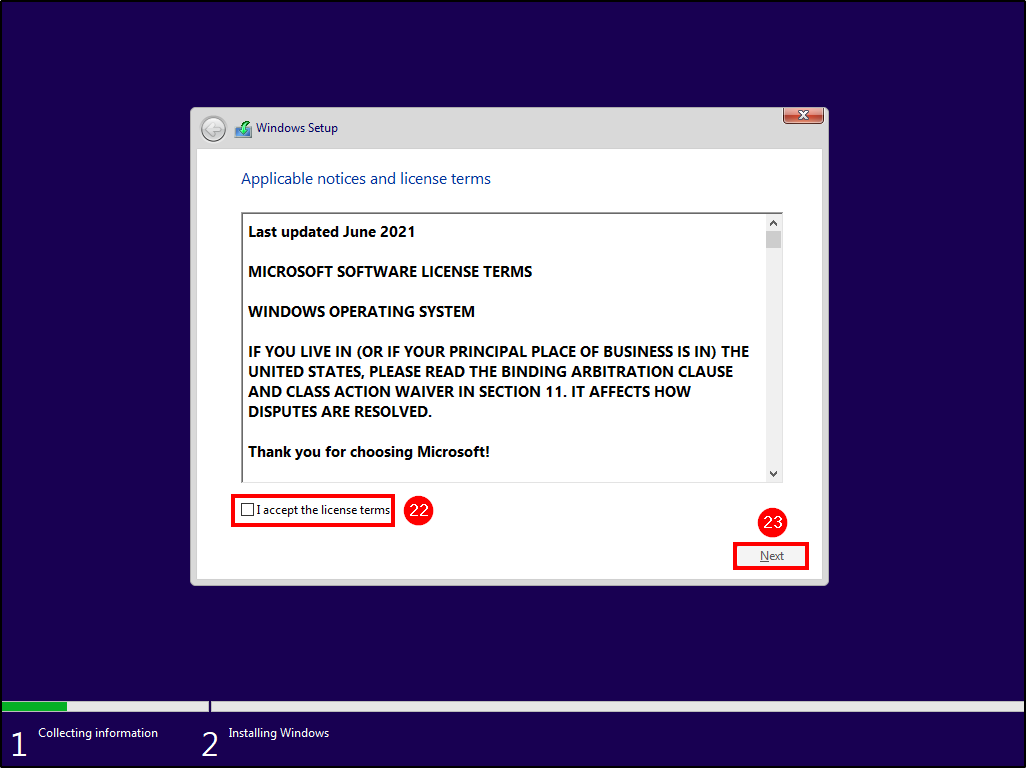 Windows Setup
Applicable notices and license terms
Last updated June 2021
MICROSOFT SOFTWARE LICENSE TERMS
WINDOWS OPERATING SYSTEM
IF YOU LIVE IN (OR IF YOUR PRINCIPAL PLACE OF BUSINESS IS IN) THE
UNITED STATES, PLEASE READ THE BINDING ARBITRATION CLAUSE
AND CLASS ACTION WAIVER IN SECTION 11. IT AFFECTS HOW
DISPUTES ARE RESOLVED.
Thank you for choosing Microsoft!
I accept the license terms 22
23
Next
1 Collecting information
2 Installing Windows